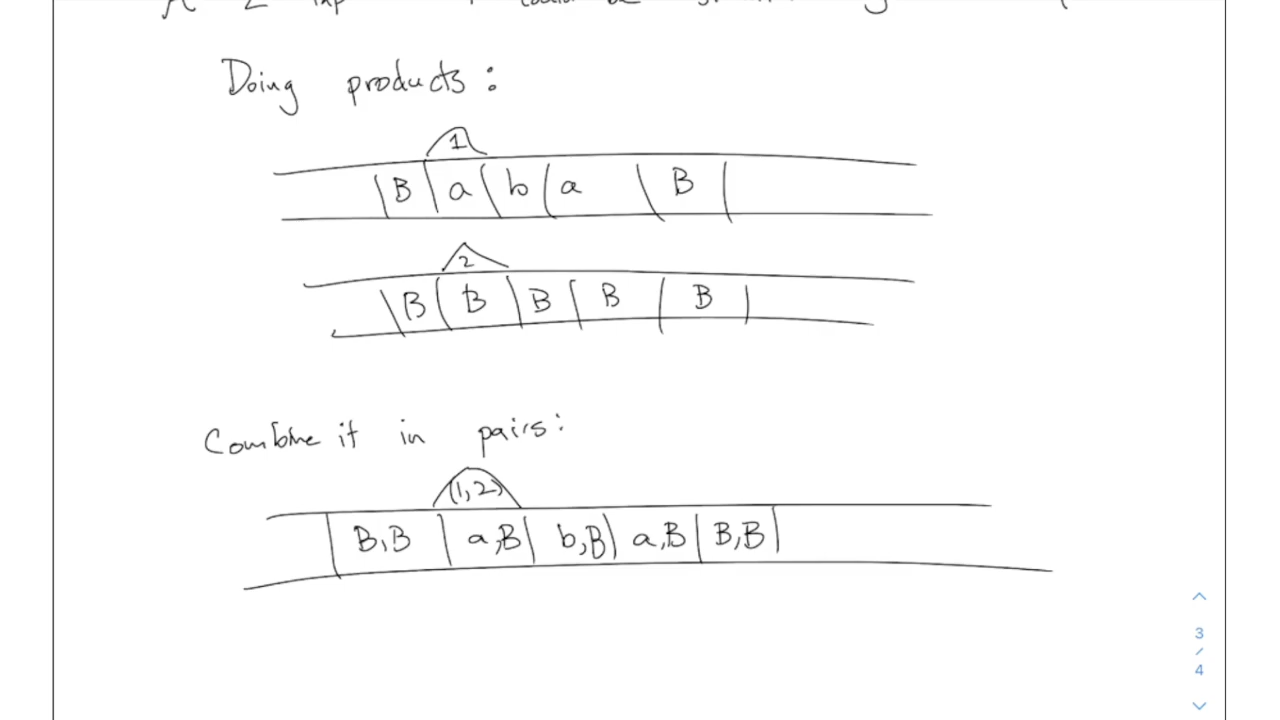 Doing products:
1
B a b a B
2
B B B B B
Combine it in pairs:
(1,2)
B,B a,B b,B a,B B,B
3
/
4